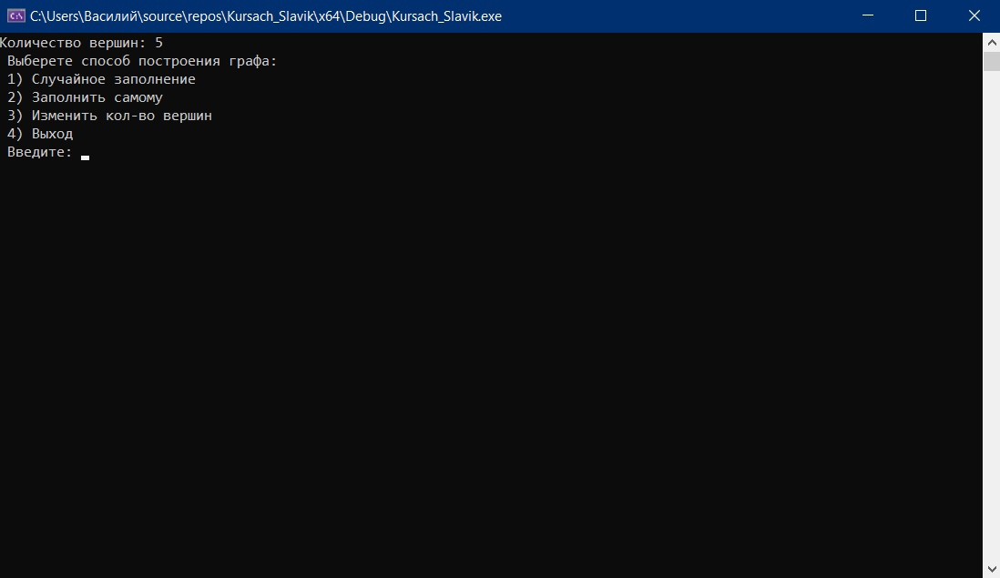 C:\Users\Василий\source\repos\Kursach_Slavik\x64\Debug\Kursach_Slavik.exe
Количество вершин: 5
Выберете способ построения графа:
1) Случайное заполнение
2) Заполнить самому
3) Изменить кол-во вершин
4) Выход
Введите: